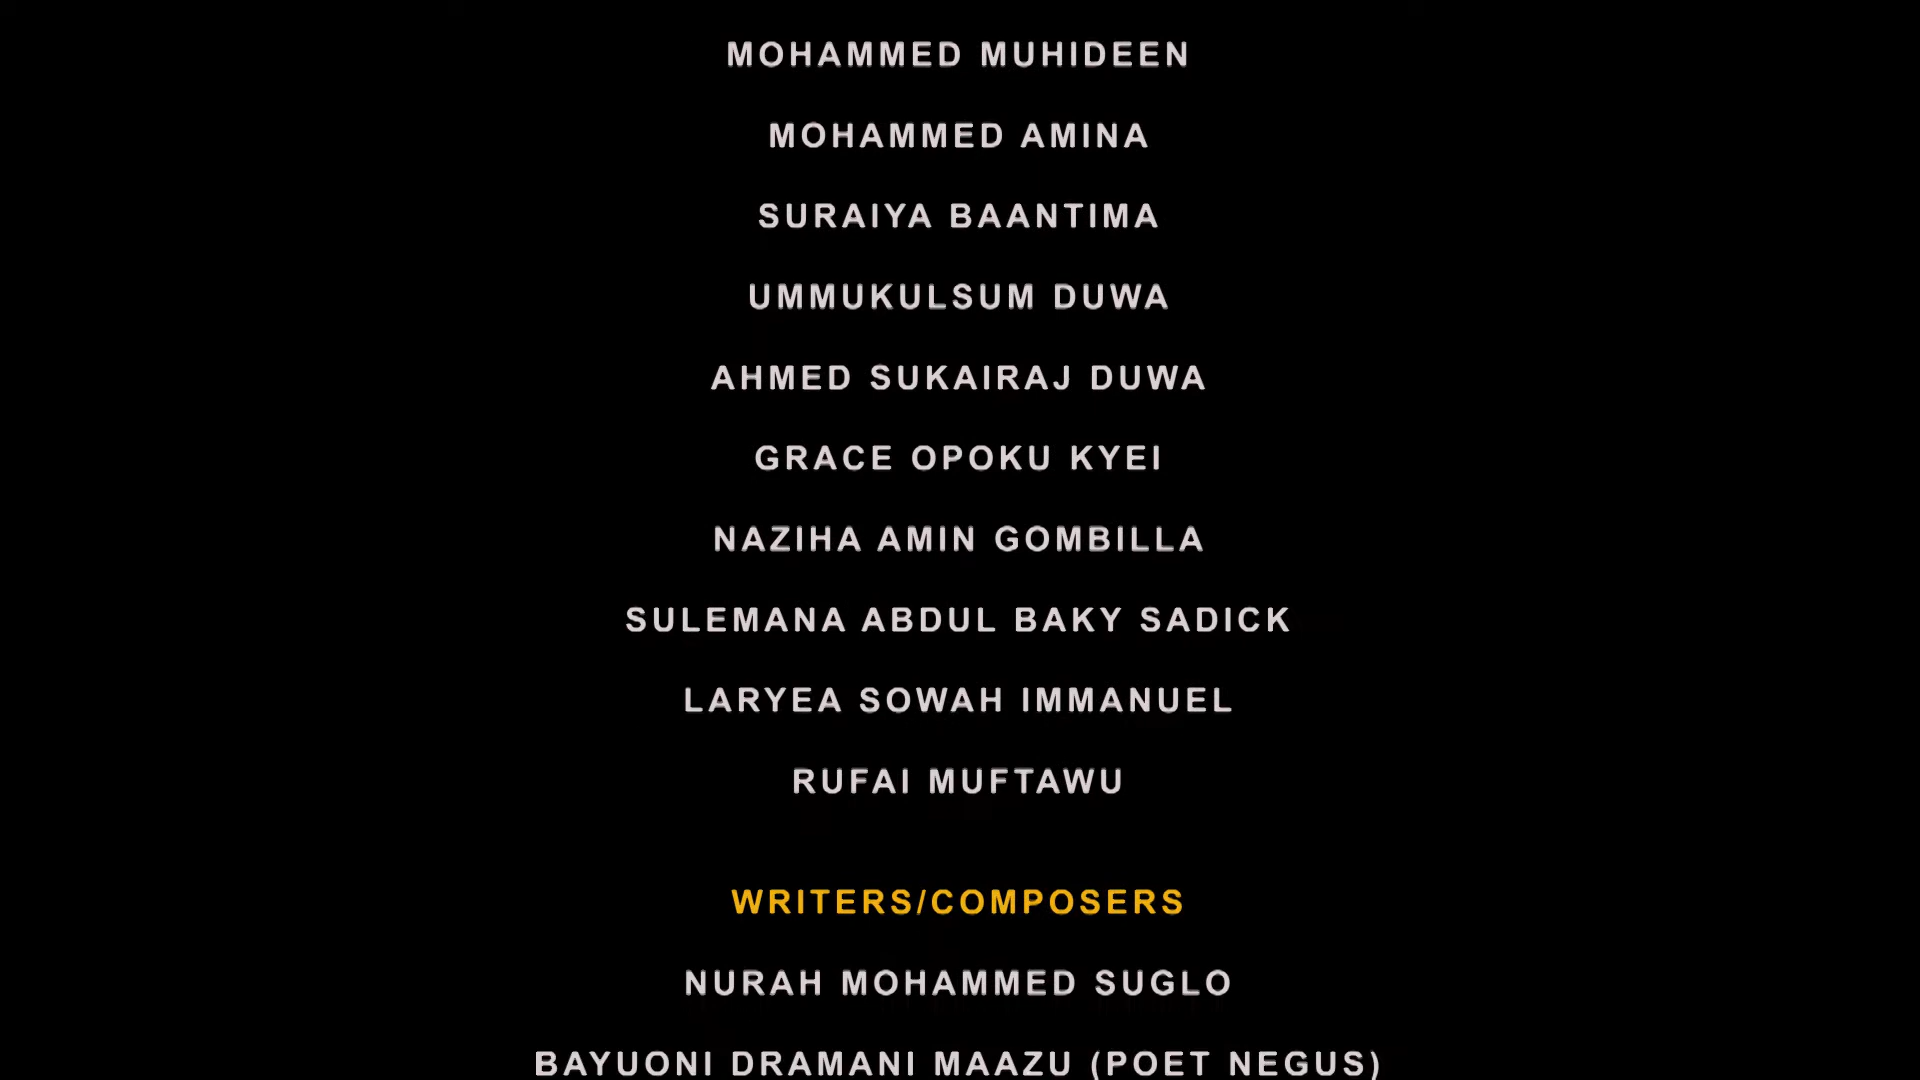 MOHAMMED MUHIDEEN
MOHAMMED AMINA
SURAIYA BAANTIMA
UMMUKULSUM DUWA
AHMED SUKAIRAJ DUWA
GRACE OPOKU KYEI
NAZIHA AMIN GOMBILLA
SULEMANA ABDUL BAKY SADICK
LARYEA SOWAH IMMANUEL
RUFAI MUFTAWU
WRITERS/COMPOSERS
NURAH MOHAMMED SUGLO
BAYUONI DRAMANI MAAZU (POET NEGUS)